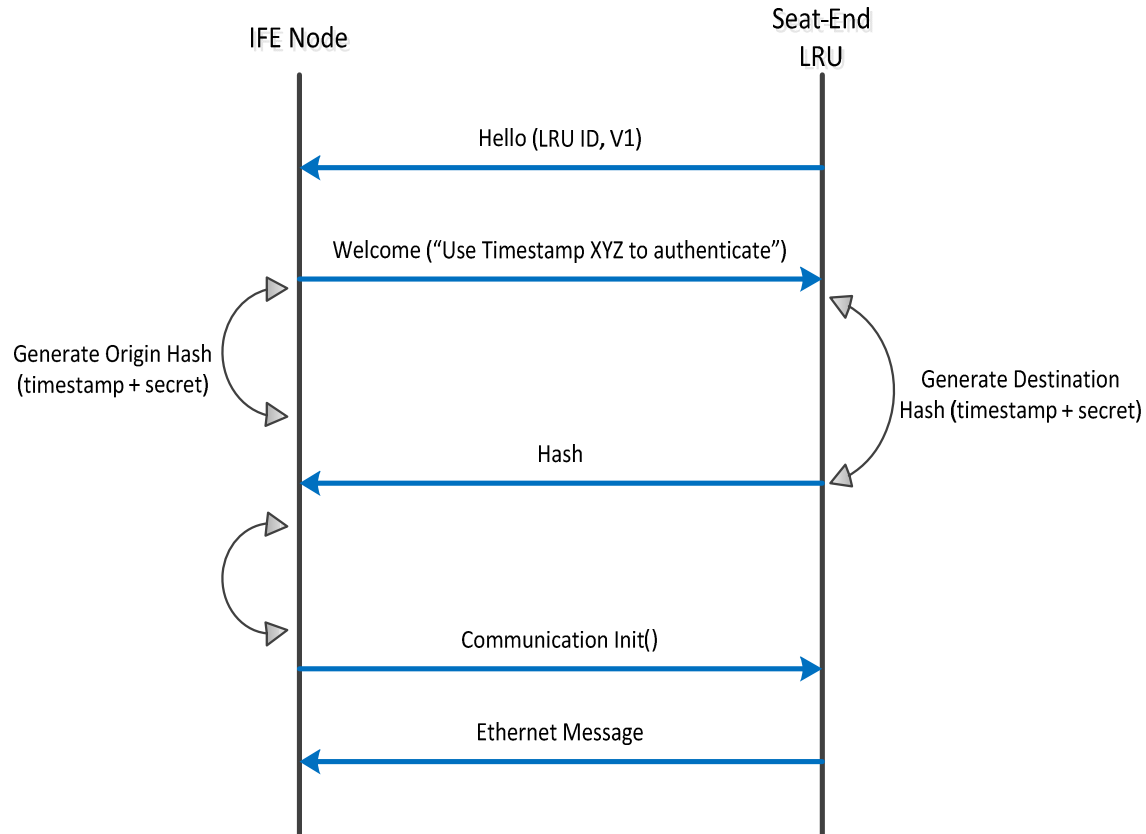 IFE Node
Seat-End
LRU
Hello (LRU ID, V1)
Welcome (“Use Timestamp XYZ to authenticate”)
Generate Origin Hash
(timestamp + secret)
Generate Destination
Hash (timestamp + secret)
Hash
Communication Init()
Ethernet Message